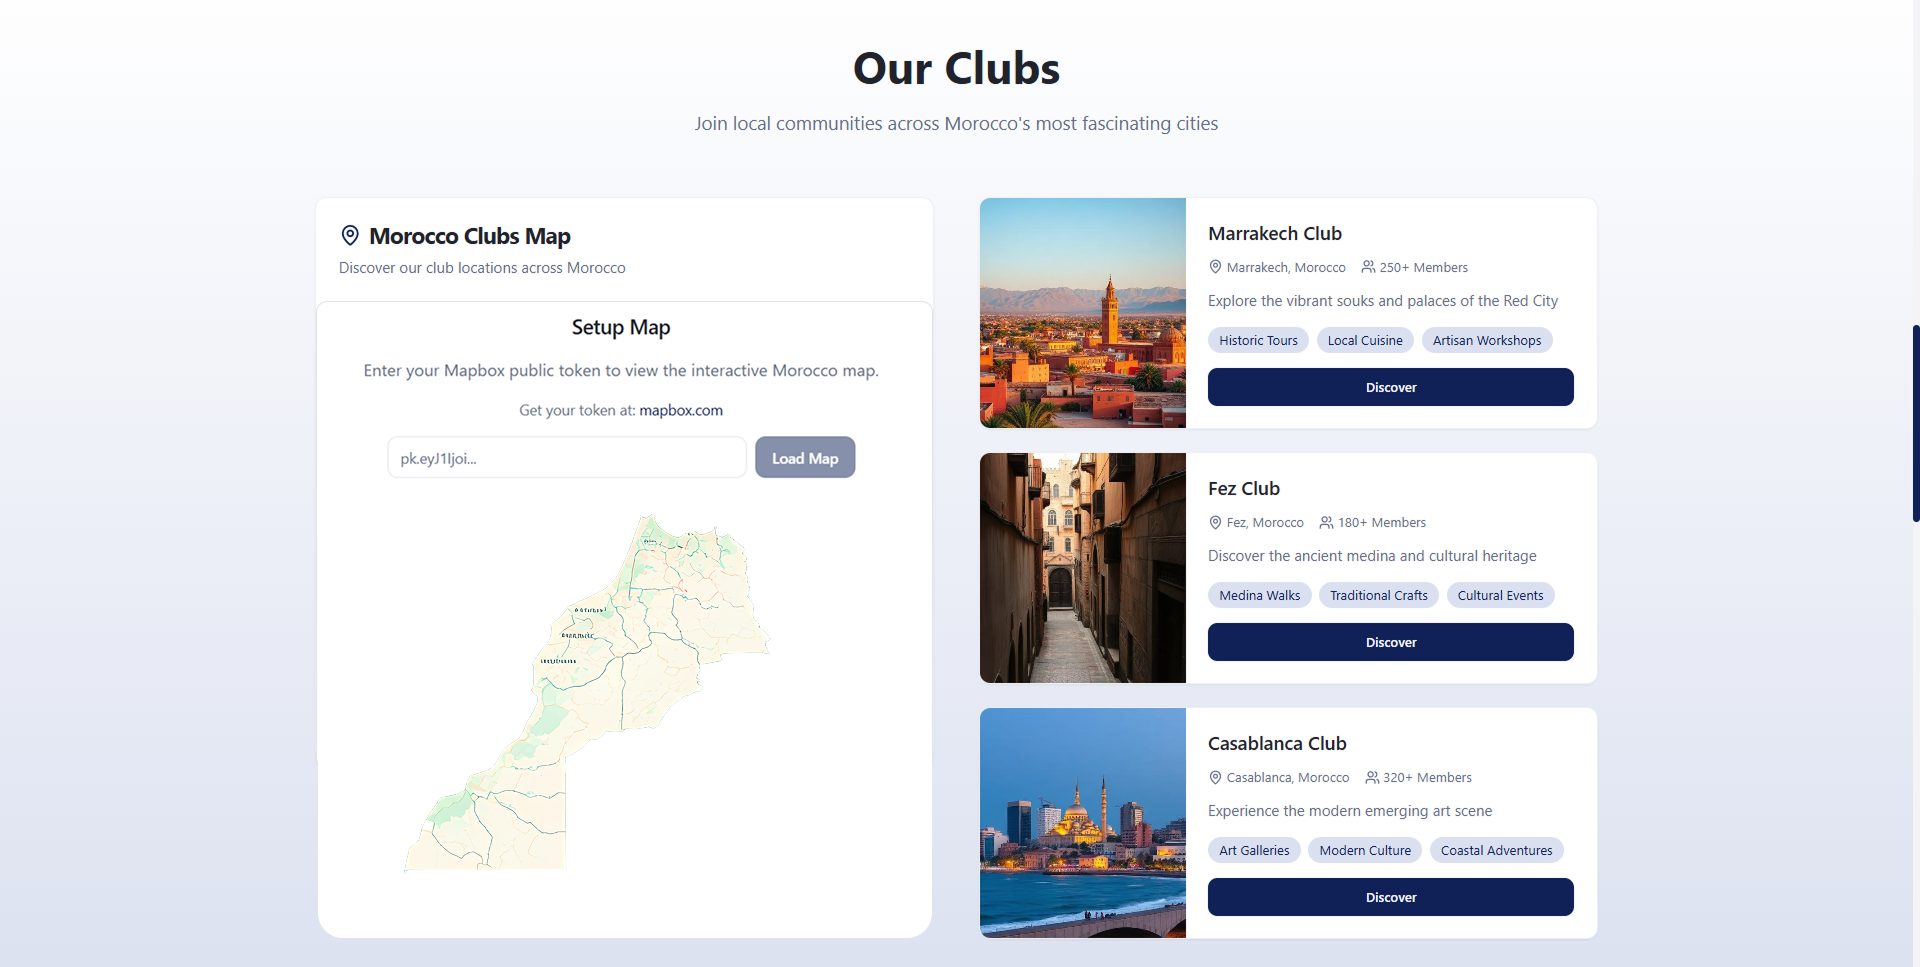 Our Clubs
Join local communities across Morocco's most fascinating cities
Morocco Clubs Map
Discover our club locations across Morocco
Setup Map
Enter your Mapbox public token to view the interactive Morocco map.
Get your token at: mapbox.com
pk.eyJ1Ijoi...
Load Map
Marrakech Club
Marrakech, Morocco 250+ Members
Explore the vibrant souks and palaces of the Red City
Historic Tours Local Cuisine Artisan Workshops
Discover
Fez Club
Fez, Morocco 180+ Members
Discover the ancient medina and cultural heritage
Medina Walks Traditional Crafts Cultural Events
Discover
Casablanca Club
Casablanca, Morocco 320+ Members
Experience the modern emerging art scene
Art Galleries Modern Culture Coastal Adventures
Discover